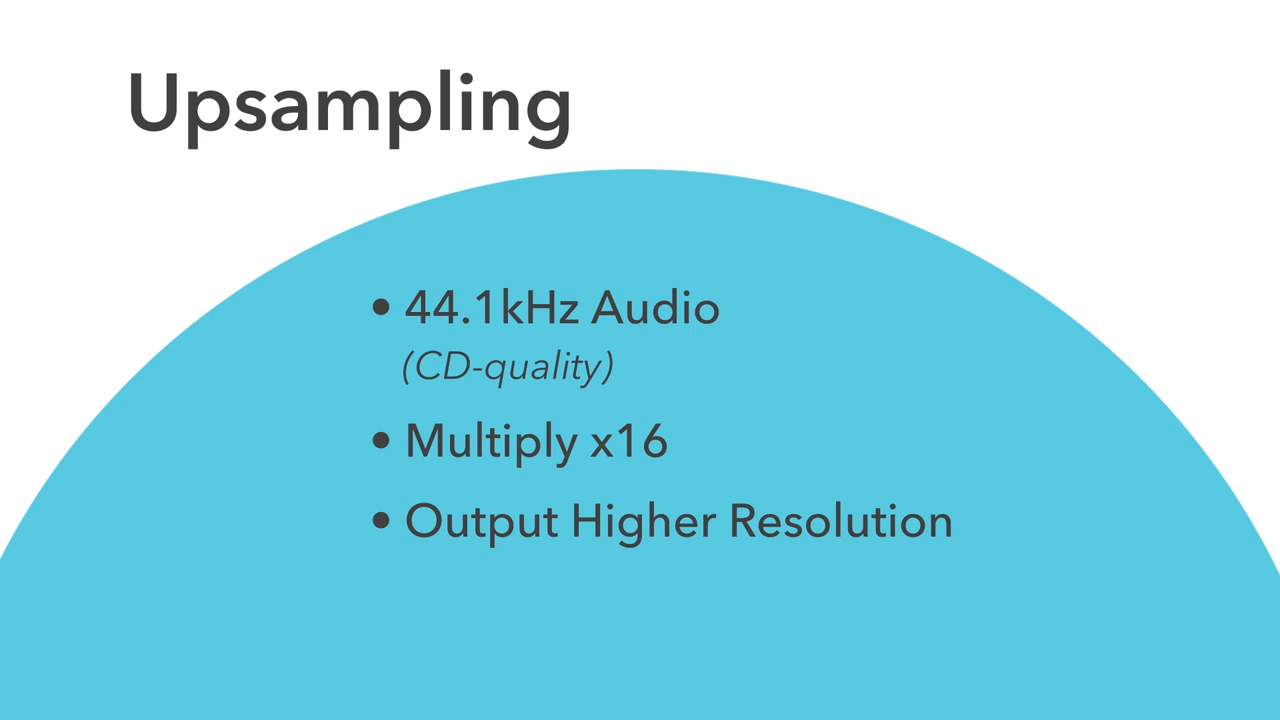 Upsampling
• 44.1kHz Audio
(CD-quality)
• Multiply x16
• Output Higher Resolution